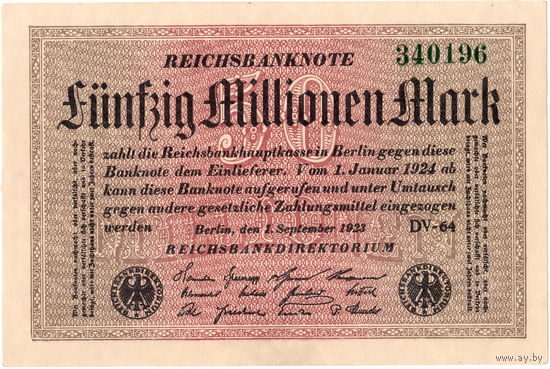 REICHSBANKNOTE
340196
Fünfzig Millionen Mark
50
zahlt die Reichsbankhauptkasse in Berlin gegen diese
Banknote dem Einlieferer. Vom 1. Januar 1924 ab
kann diese Banknote aufgerufen und unter Umtausch
gegen andere gesetzliche Zahlungsmittel eingezogen
werden
Berlin, den 1. September 1923
DV-64
REICHSBANKDIREKTORIUM
www.ay.by